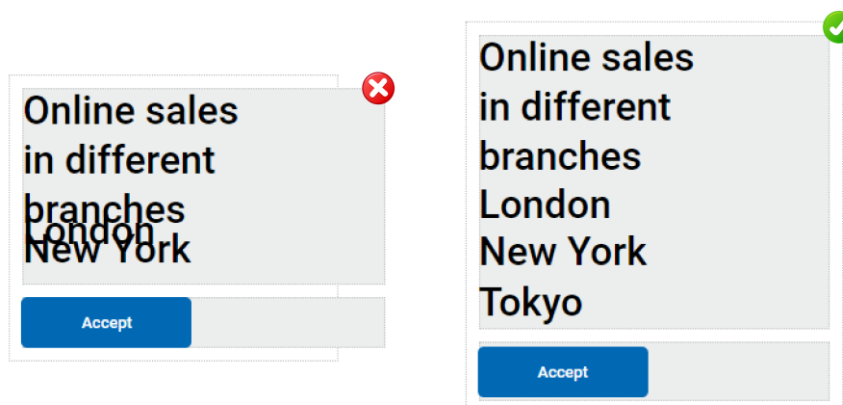 Online sales
in different
branches
London
New York
Accept
Online sales
in different
branches
London
New York
Tokyo
Accept